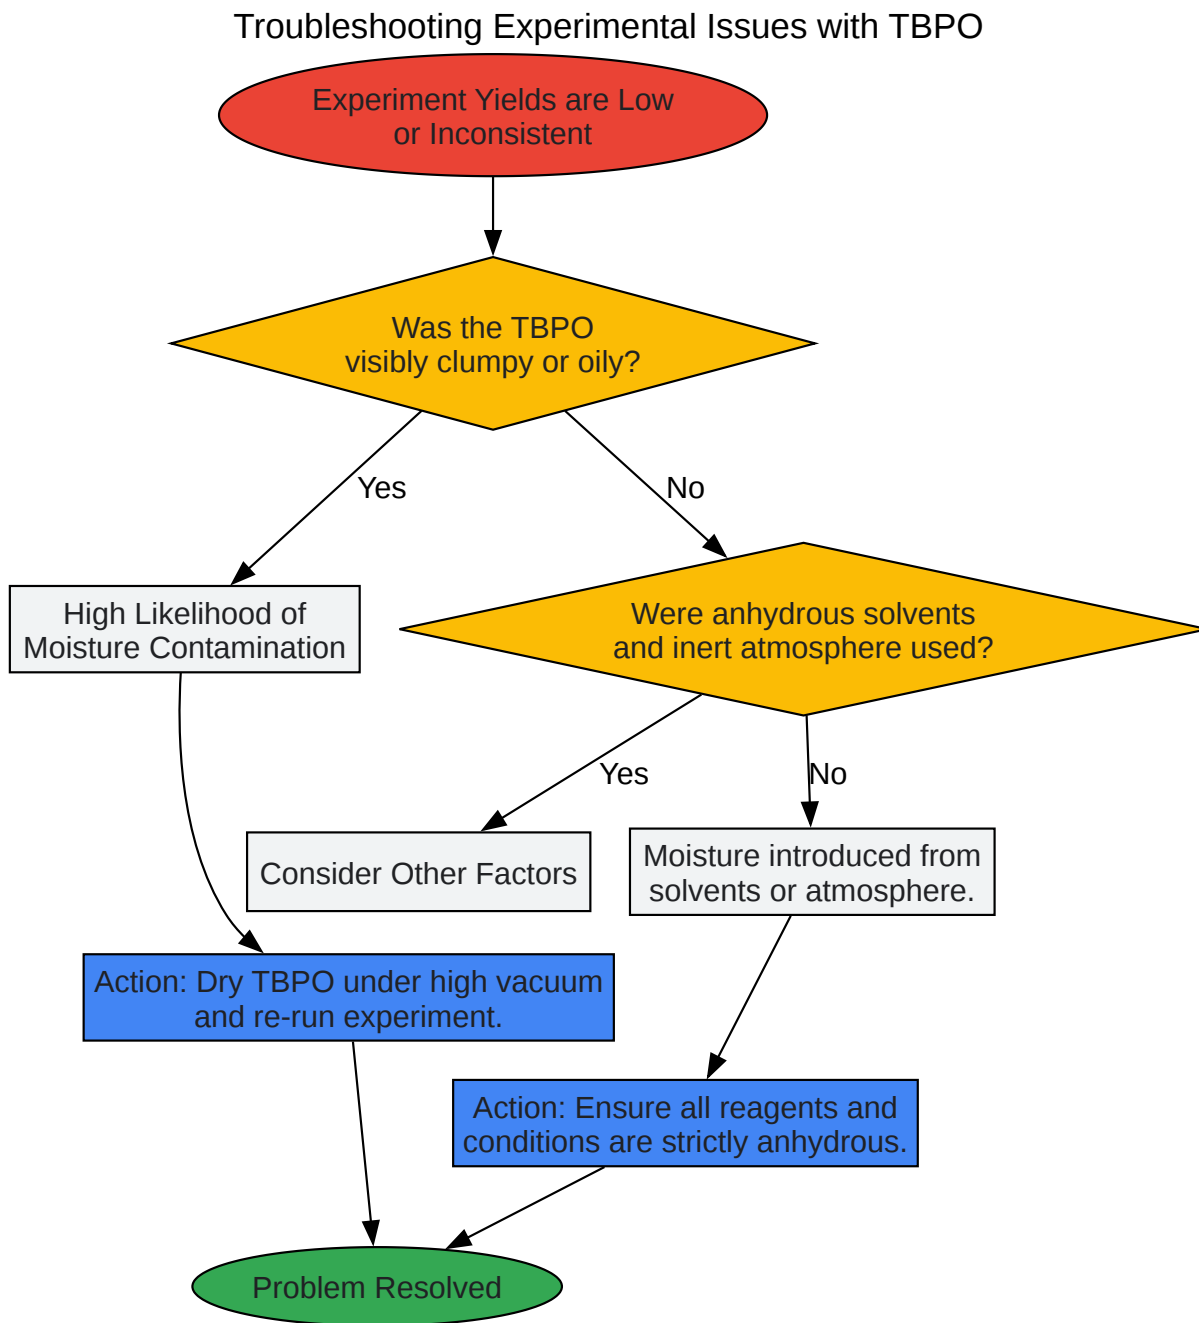 Troubleshooting Experimental Issues with TBPO
Experiment Yields are Low
or Inconsistent
Was the TBPO
visibly clumpy or oily?
Yes
No
High Likelihood of
Moisture Contamination
Were anhydrous solvents
and inert atmosphere used?
Yes
No
Consider Other Factors
Moisture introduced from
solvents or atmosphere.
Action: Dry TBPO under high vacuum
and re-run experiment.
Action: Ensure all reagents and
conditions are strictly anhydrous.
Problem Resolved